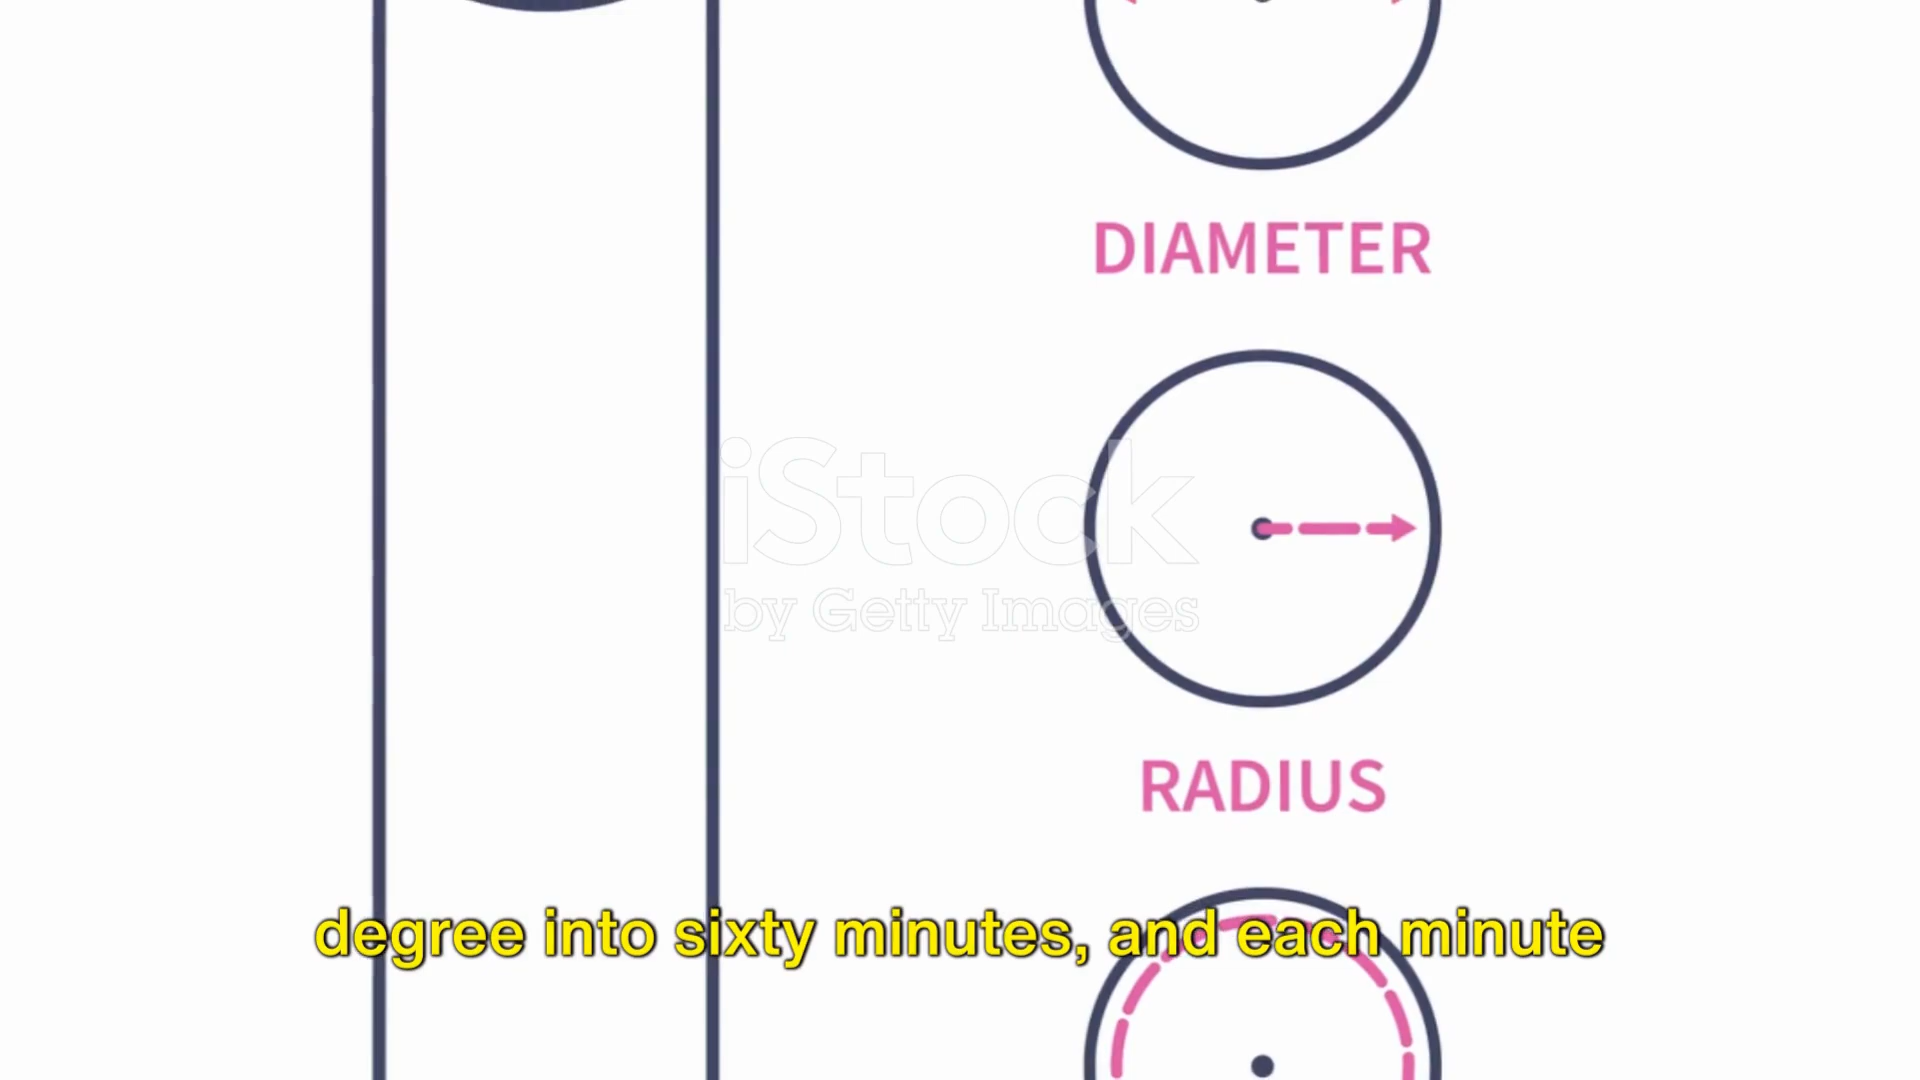 DIAMETER
iStock
by Getty Images
RADIUS
degree into sixty minutes, and each minute